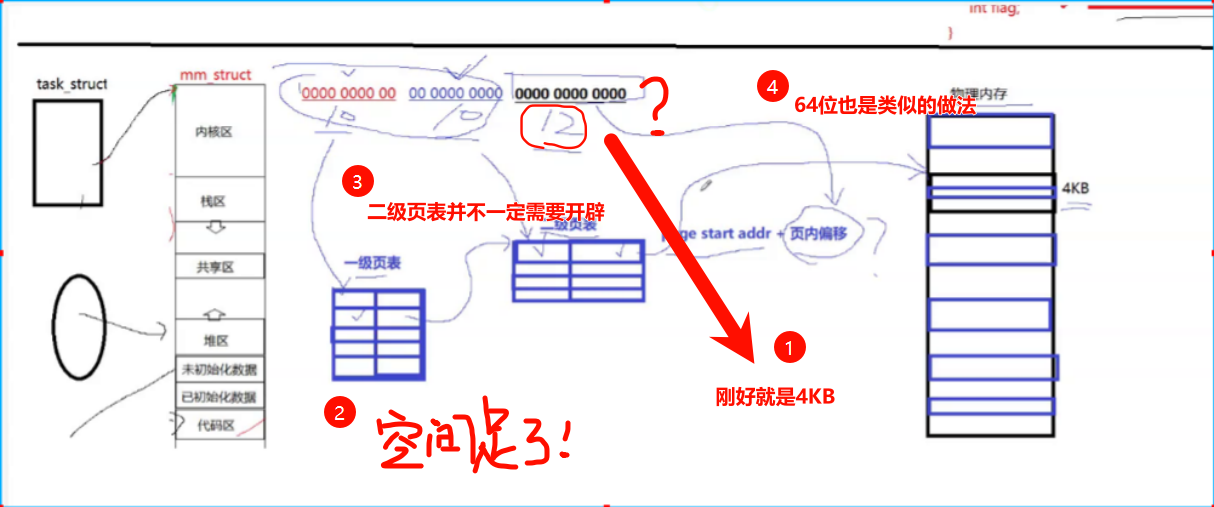 int flag;
}
task_struct
mm_struct
0000 0000 00 00 0000 0000 0000 0000 0000
?
10 10 12
4
64位也是类似的做法
物理内存
内核区
3
二级页表并不一定需要开辟
4KB
栈区
二级页表
page start addr + 页内偏移
?
共享区
一级页表
堆区
1
未初始化数据
刚好就是4KB
已初始化数据
2
空间足了!
代码区